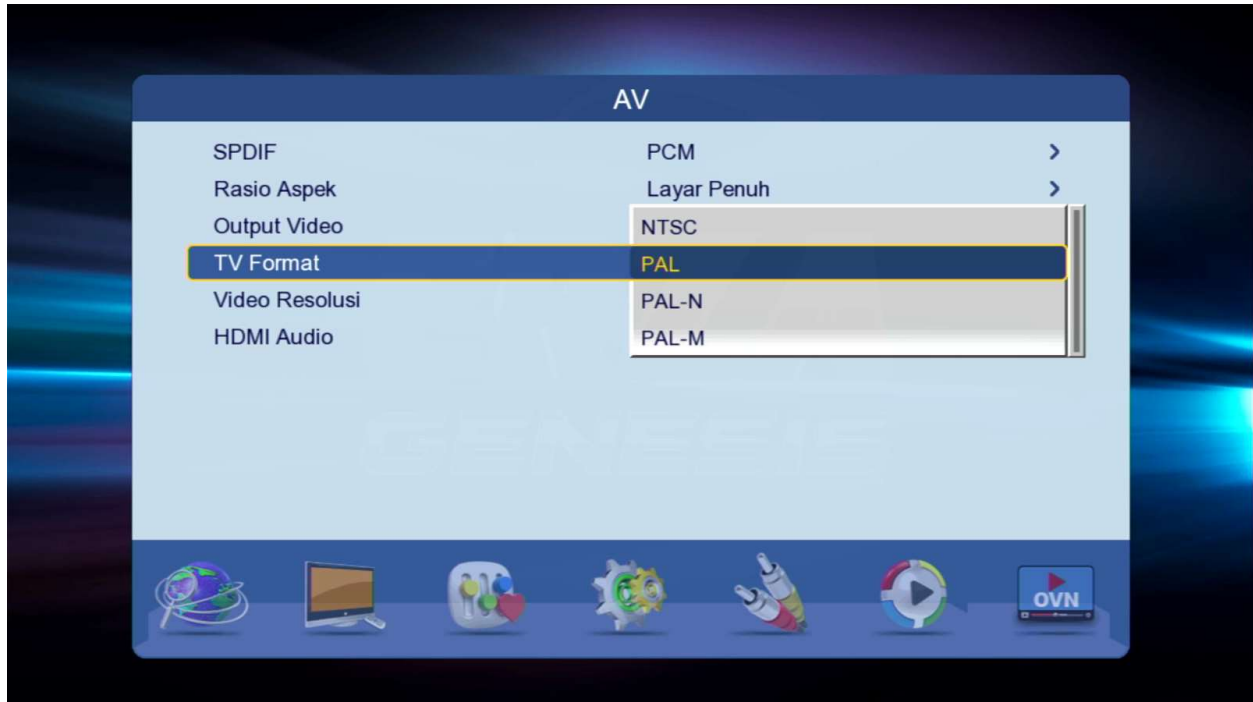 AV
SPDIF PCM >
Rasio Aspek Layar Penuh >
Output Video NTSC
TV Format PAL
Video Resolusi PAL-N
HDMI Audio PAL-M
GENESIS
OVN